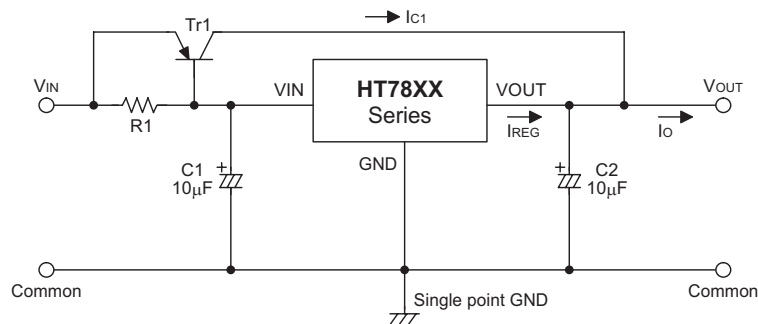 Tr1
IC1
VIN
R1
VIN
HT78XX
Series
VOUT
IREG
IO
VOUT
GND
C1
10μF
+
C2
10μF
+
Common
Single point GND
Common